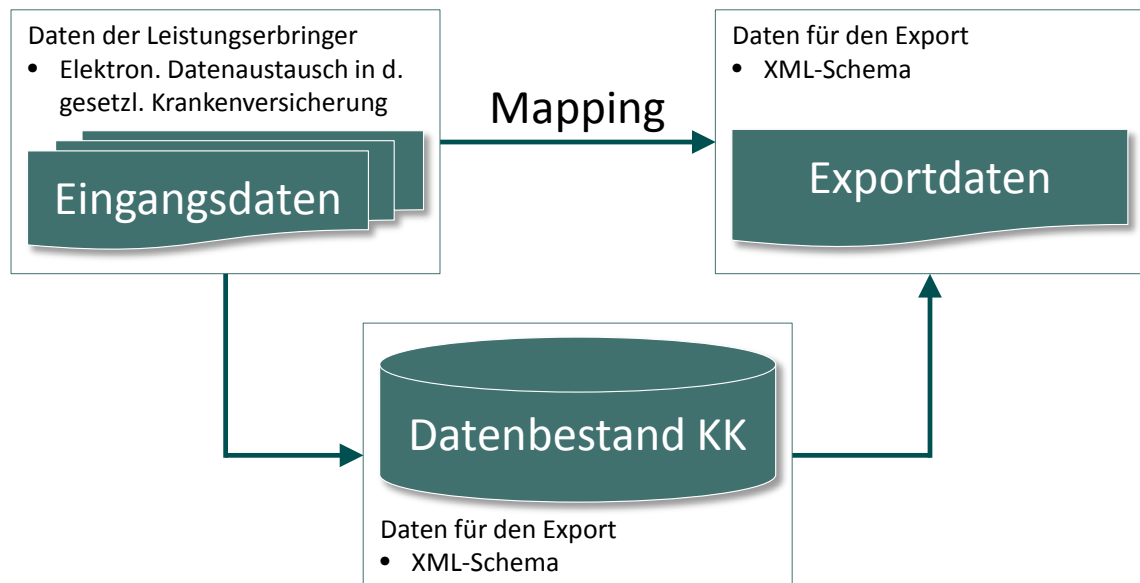 Daten der Leistungserbringer
• Elektron. Datenaustausch in d.
gesetzl. Krankenversicherung
Eingangsdaten
Mapping
Daten für den Export
• XML-Schema
Exportdaten
Datenbestand KK
Daten für den Export
• XML-Schema